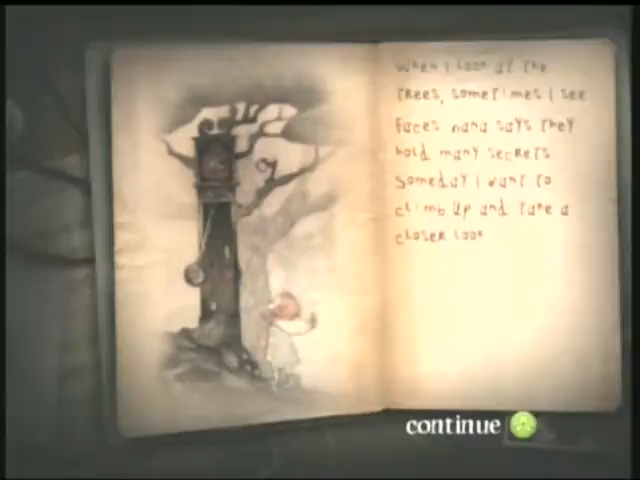 When I look at the
Trees, sometimes I see
faces nana says they
hold many secrets
Someday I want to
climb up and take a
closer look
continue A